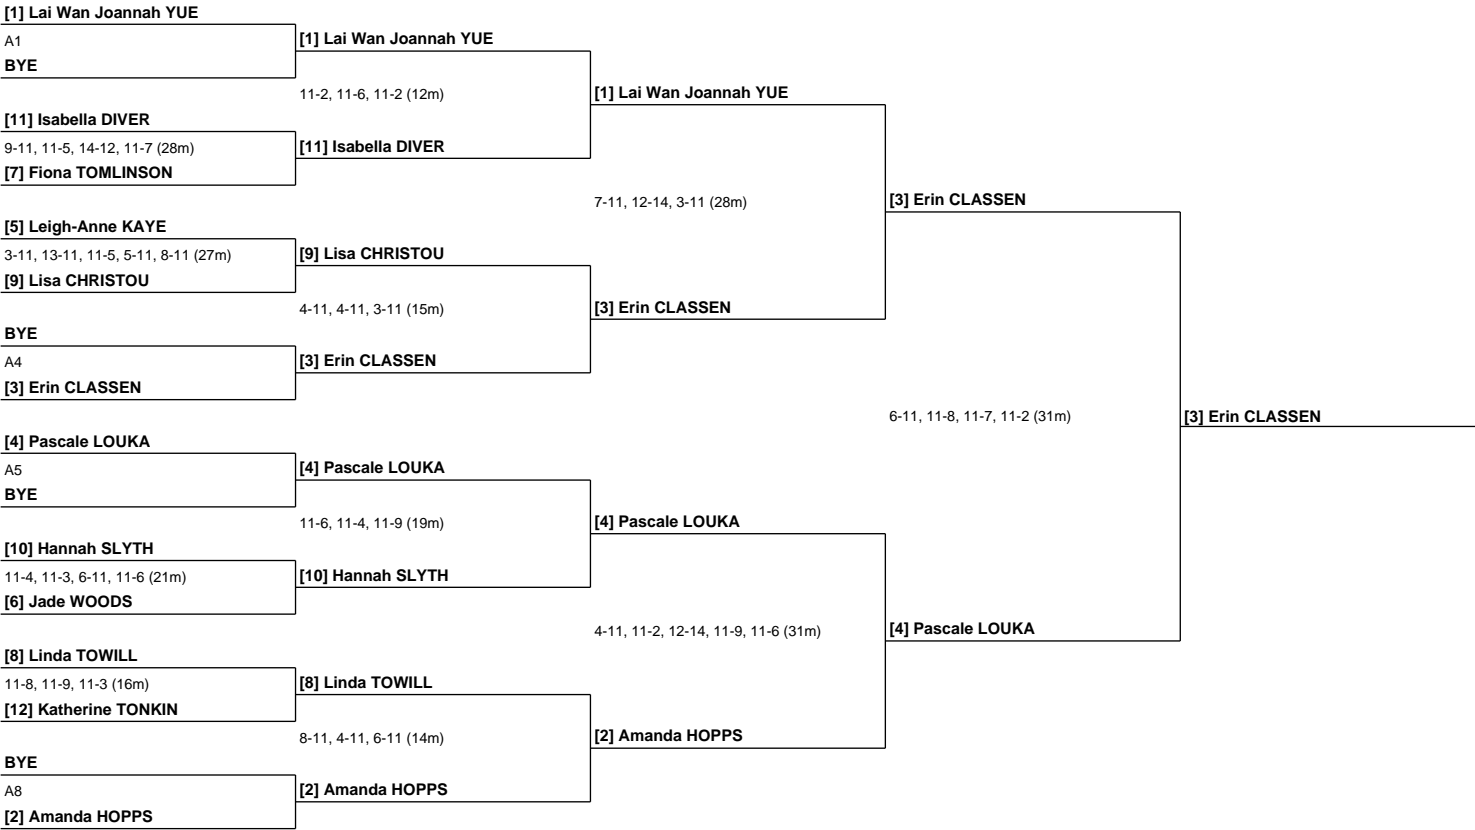 [1] Lai Wan Joannah YUE
A1
BYE
[11] Isabella DIVER
9-11, 11-5, 14-12, 11-7 (28m)
[7] Fiona TOMLINSON
[5] Leigh-Anne KAYE
3-11, 13-11, 11-5, 5-11, 8-11 (27m)
[9] Lisa CHRISTOU
BYE
A4
[3] Erin CLASSEN
[4] Pascale LOUKA
A5
BYE
[10] Hannah SLYTH
11-4, 11-3, 6-11, 11-6 (21m)
[6] Jade WOODS
[8] Linda TOWILL
11-8, 11-9, 11-3 (16m)
[12] Katherine TONKIN
BYE
A8
[2] Amanda HOPPS
[1] Lai Wan Joannah YUE
11-2, 11-6, 11-2 (12m)
[11] Isabella DIVER
[9] Lisa CHRISTOU
4-11, 4-11, 3-11 (15m)
[3] Erin CLASSEN
[4] Pascale LOUKA
11-6, 11-4, 11-9 (19m)
[10] Hannah SLYTH
[8] Linda TOWILL
8-11, 4-11, 6-11 (14m)
[2] Amanda HOPPS
[1] Lai Wan Joannah YUE
7-11, 12-14, 3-11 (28m)
[3] Erin CLASSEN
[4] Pascale LOUKA
4-11, 11-2, 12-14, 11-9, 11-6 (31m)
[2] Amanda HOPPS
[3] Erin CLASSEN
6-11, 11-8, 11-7, 11-2 (31m)
[4] Pascale LOUKA
[3] Erin CLASSEN